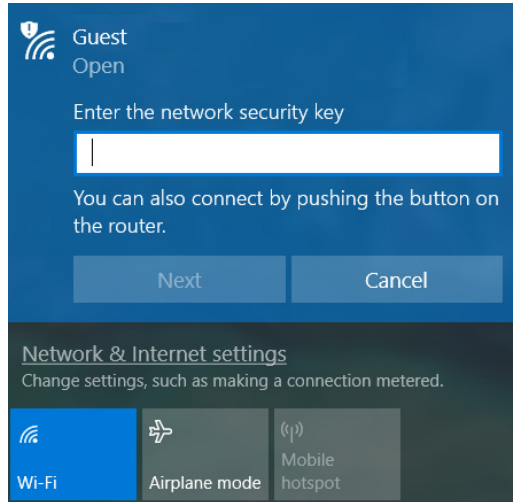 Guest
Open
Enter the network security key
You can also connect by pushing the button on
the router.
Next Cancel
Network & Internet settings
Change settings, such as making a connection metered.
Wi-Fi
Airplane mode
Mobile
hotspot